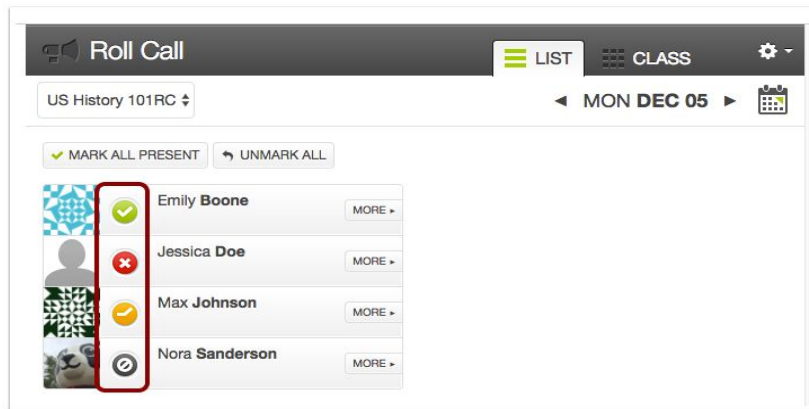 Roll Call
LIST
CLASS
US History 101RC
MON DEC 05
MARK ALL PRESENT
UNMARK ALL
Emily Boone
MORE
Jessica Doe
MORE
Max Johnson
MORE
Nora Sanderson
MORE